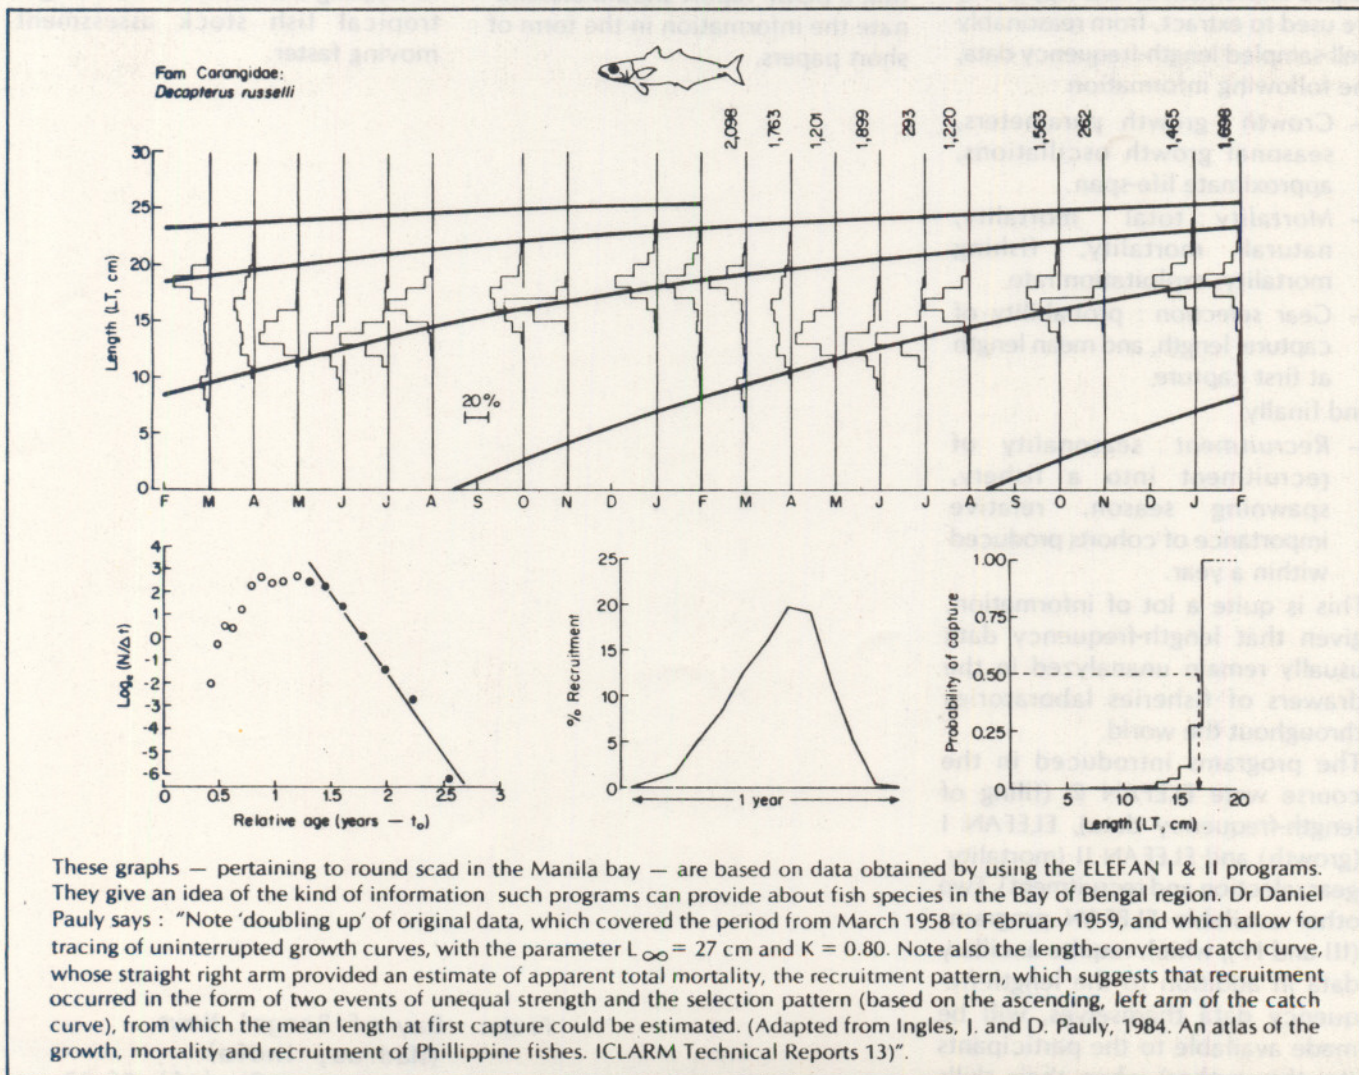 Fam Carangidae:
Decapterus russelli
2,098 1,763 1,201 1,899 293 1,220 1,563 262 1,465 1,698
Length (LT, cm)
30
25
20
15
10
5
0
20%
F M A M J J A S O N D J F M A M J J A S O N D J F
Logₑ (N/Δt)
4
3
2
1
0
-1
-2
-3
-4
-5
-6
0 0.5 1 1.5 2 2.5 3
Relative age (years — t₀)
% Recruitment
25
20
15
10
5
0
1 year
Probability of capture
1.00
0.75
0.50
0.25
0
5 10 15 20
Length (LT, cm)
These graphs — pertaining to round scad in the Manila bay — are based on data obtained by using the ELEFAN I & II programs.
They give an idea of the kind of information such programs can provide about fish species in the Bay of Bengal region. Dr Daniel
Pauly says : "Note 'doubling up' of original data, which covered the period from March 1958 to February 1959, and which allow for
tracing of uninterrupted growth curves, with the parameter L ∞ = 27 cm and K = 0.80. Note also the length-converted catch curve,
whose straight right arm provided an estimate of apparent total mortality, the recruitment pattern, which suggests that recruitment
occurred in the form of two events of unequal strength and the selection pattern (based on the ascending, left arm of the catch
curve), from which the mean length at first capture could be estimated. (Adapted from Ingles, J. and D. Pauly, 1984. An atlas of the
growth, mortality and recruitment of Phillippine fishes. ICLARM Technical Reports 13)".